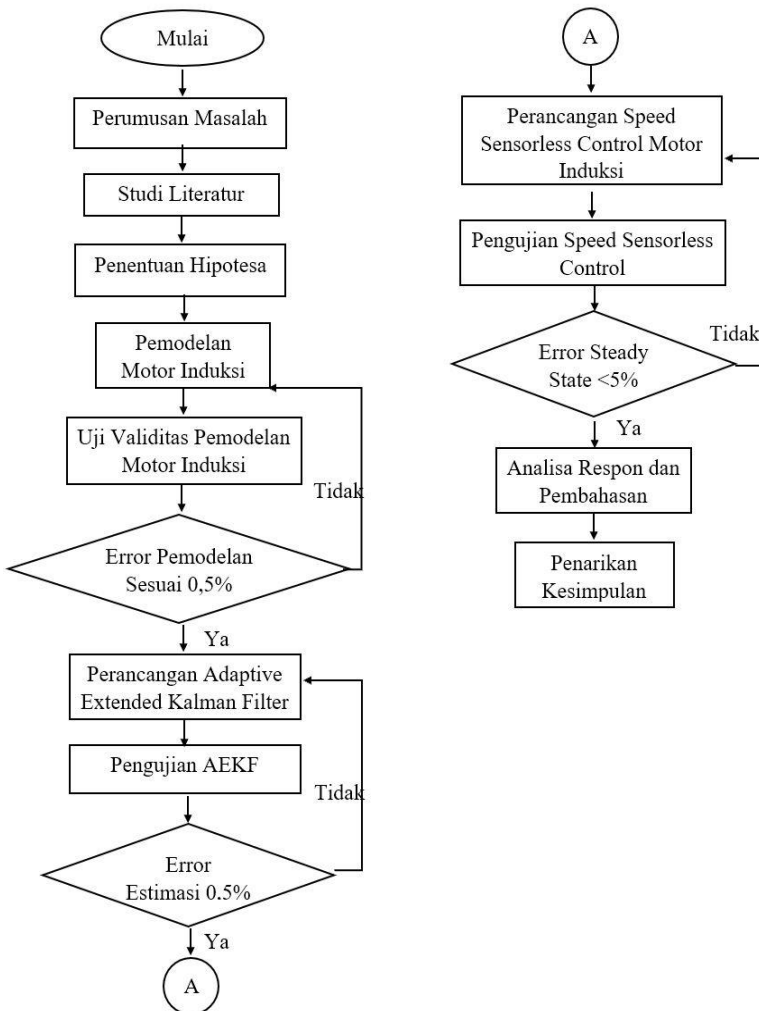 Mulai
Perumusan Masalah
Studi Literatur
Penentuan Hipotesa
Pemodelan
Motor Induksi
Uji Validitas Pemodelan
Motor Induksi
Tidak
Error Pemodelan
Sesuai 0,5%
Ya
Perancangan Adaptive
Extended Kalman Filter
Pengujian AEKF
Tidak
Error
Estimasi 0.5%
Ya
A
A
Perancangan Speed
Sensorless Control Motor
Induksi
Pengujian Speed Sensorless
Control
Tidak
Error Steady
State <5%
Ya
Analisa Respon dan
Pembahasan
Penarikan
Kesimpulan